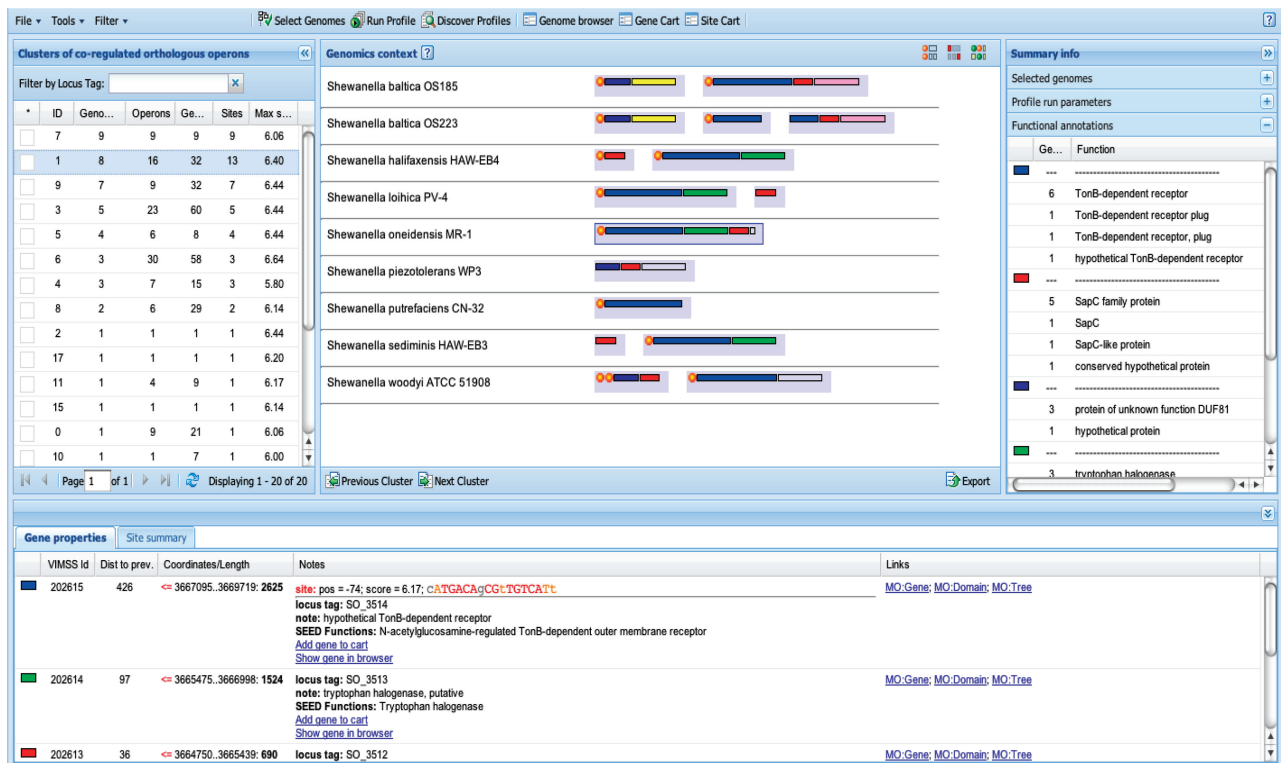 File Tools Filter Select Genomes Run Profile Discover Profiles Genome browser Gene Cart Site Cart ?
Clusters of co-regulated orthologous operons
Filter by Locus Tag: x
* ID Geno... Operons Ge... Sites Max s...
7 9 9 9 9 6.06
1 8 16 32 13 6.40
9 7 9 32 7 6.44
3 5 23 60 5 6.44
5 4 6 8 4 6.44
6 3 30 58 3 6.64
4 3 7 15 3 5.80
8 2 6 29 2 6.14
2 1 1 1 1 6.44
17 1 1 1 1 6.20
11 1 4 9 1 6.17
15 1 1 1 1 6.14
0 1 9 21 1 6.06
10 1 1 7 1 6.00
Page 1 of 1 Displaying 1 - 20 of 20
Genomics context ?
Shewanella baltica OS185
Shewanella baltica OS223
Shewanella halifaxensis HAW-EB4
Shewanella loihica PV-4
Shewanella oneidensis MR-1
Shewanella piezotolerans WP3
Shewanella putrefaciens CN-32
Shewanella sediminis HAW-EB3
Shewanella woodyi ATCC 51908
Previous Cluster Next Cluster Export
Summary info
Selected genomes
Profile run parameters
Functional annotations
Ge... Function
--- ----------------------------------------
6 TonB-dependent receptor
1 TonB-dependent receptor plug
1 TonB-dependent receptor, plug
1 hypothetical TonB-dependent receptor
--- ----------------------------------------
5 SapC family protein
1 SapC
1 SapC-like protein
1 conserved hypothetical protein
--- ----------------------------------------
3 protein of unknown function DUF81
1 hypothetical protein
--- ----------------------------------------
3 tryptophan halogenase
Gene properties Site summary
VIMSS Id Dist to prev. Coordinates/Length Notes Links
202615 426 <= 3667095..3669719: 2625 site: pos = -74; score = 6.17; cATGACAgCGtTGTCATt MO:Gene; MO:Domain; MO:Tree
locus tag: SO_3514
note: hypothetical TonB-dependent receptor
SEED Functions: N-acetylglucosamine-regulated TonB-dependent outer membrane receptor
Add gene to cart
Show gene in browser
202614 97 <= 3665475..3666998: 1524 locus tag: SO_3513 MO:Gene; MO:Domain; MO:Tree
note: tryptophan halogenase, putative
SEED Functions: Tryptophan halogenase
Add gene to cart
Show gene in browser
202613 36 <= 3664750..3665439: 690 locus tag: SO_3512 MO:Gene; MO:Domain; MO:Tree